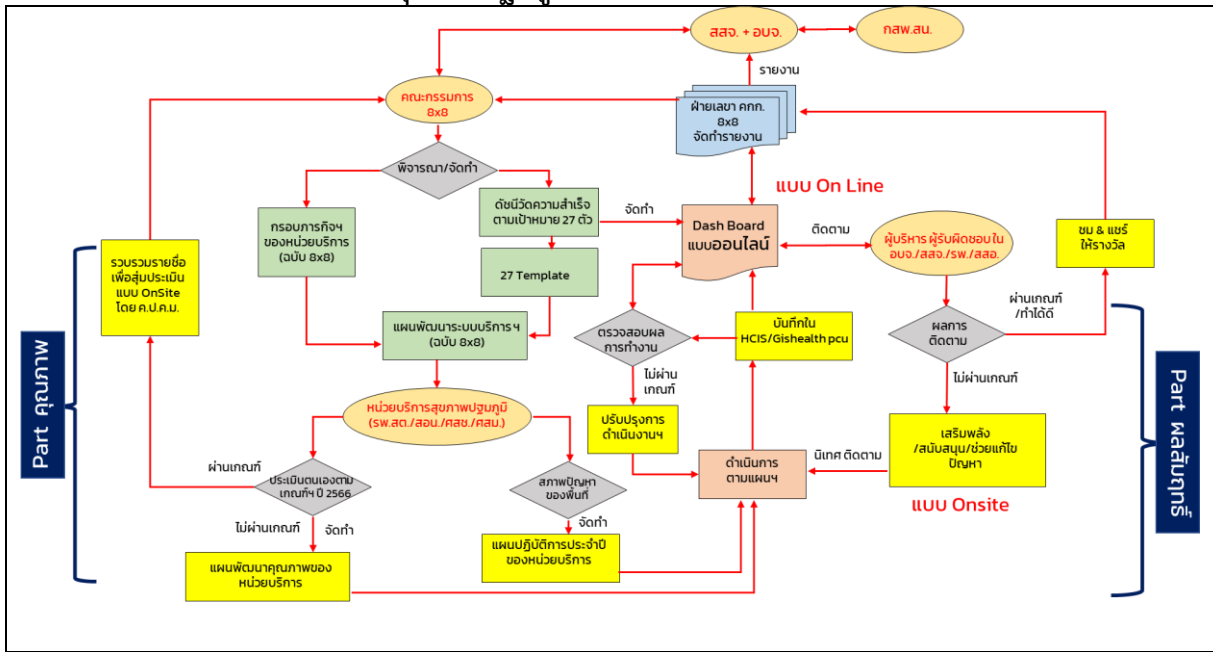 สสจ. + อบจ.
กสพ.สน.
รายงาน
คณะกรรมการ
8x8
ฝ่ายเลขา คกก.
8x8
จัดทำรายงาน
พิจารณา/จัดทำ
แบบ On Line
กรอบภารกิจฯ
ของหน่วยบริการ
(ฉบับ 8x8)
ดัชนีวัดความสำเร็จ
ตามเป้าหมาย 27 ตัว
จัดทำ
Dash Board
แบบออนไลน์
ติดตาม
ผู้บริหาร ผู้รับผิดชอบ ใน
อบจ./สสจ./รพ./สสอ.
ชม & แชร์
ให้รางวัล
รวบรวมรายชื่อ
เพื่อสุ่มประเมิน
แบบ OnSite
โดย ค.ป.ค.ม.
27 Template
แผนพัฒนาระบบบริการ ฯ
(ฉบับ 8x8)
ตรวจสอบผล
การทำงาน
บันทึกใน
HCIS/Gishealth pcu
ผลการ
ติดตาม
ผ่านเกณฑ์
/ทำได้ดี
ไม่ผ่าน
เกณฑ์
ไม่ผ่านเกณฑ์
หน่วยบริการสุขภาพปฐมภูมิ
(รพ.สต./สอน./ศสช./ศสม.)
ปรับปรุงการ
ดำเนินงานฯ
เสริมพลัง
/สนับสนุน/ช่วยแก้ไข
ปัญหา
นิเทศ ติดตาม
ดำเนินการ
ตามแผนฯ
แบบ Onsite
ผ่านเกณฑ์
ประเมินตนเองตาม
เกณฑ์ฯ ปี 2566
สภาพปัญหา
ของพื้นที่
ไม่ผ่านเกณฑ์
จัดทำ
จัดทำ
แผนปฏิบัติการประจำปี
ของหน่วยบริการ
แผนพัฒนาคุณภาพของ
หน่วยบริการ
Part คุณภาพ
Part ผลสัมฤทธิ์